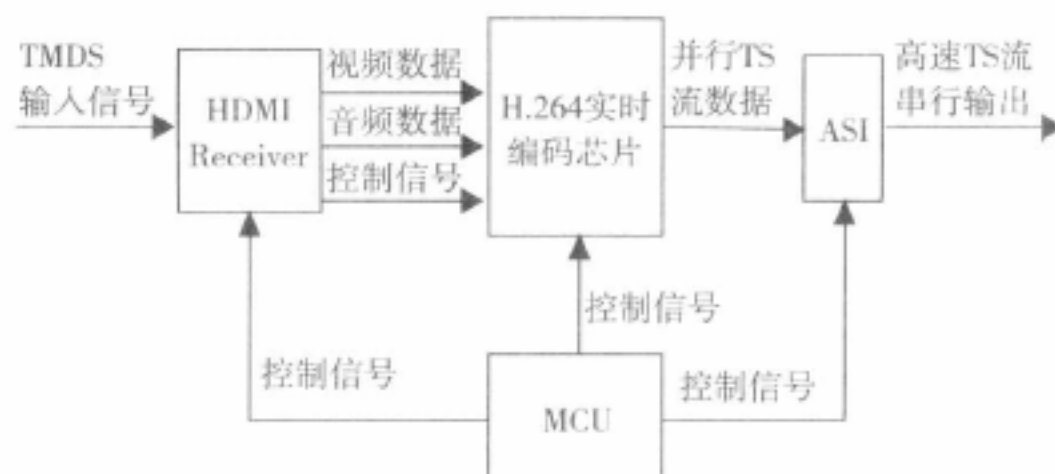 TMDS
输入信号
HDMI
Receiver
视频数据
音频数据
控制信号
H.264实时
编码芯片
并行TS
流数据
ASI
高速TS流
串行输出
控制信号
控制信号
控制信号
MCU